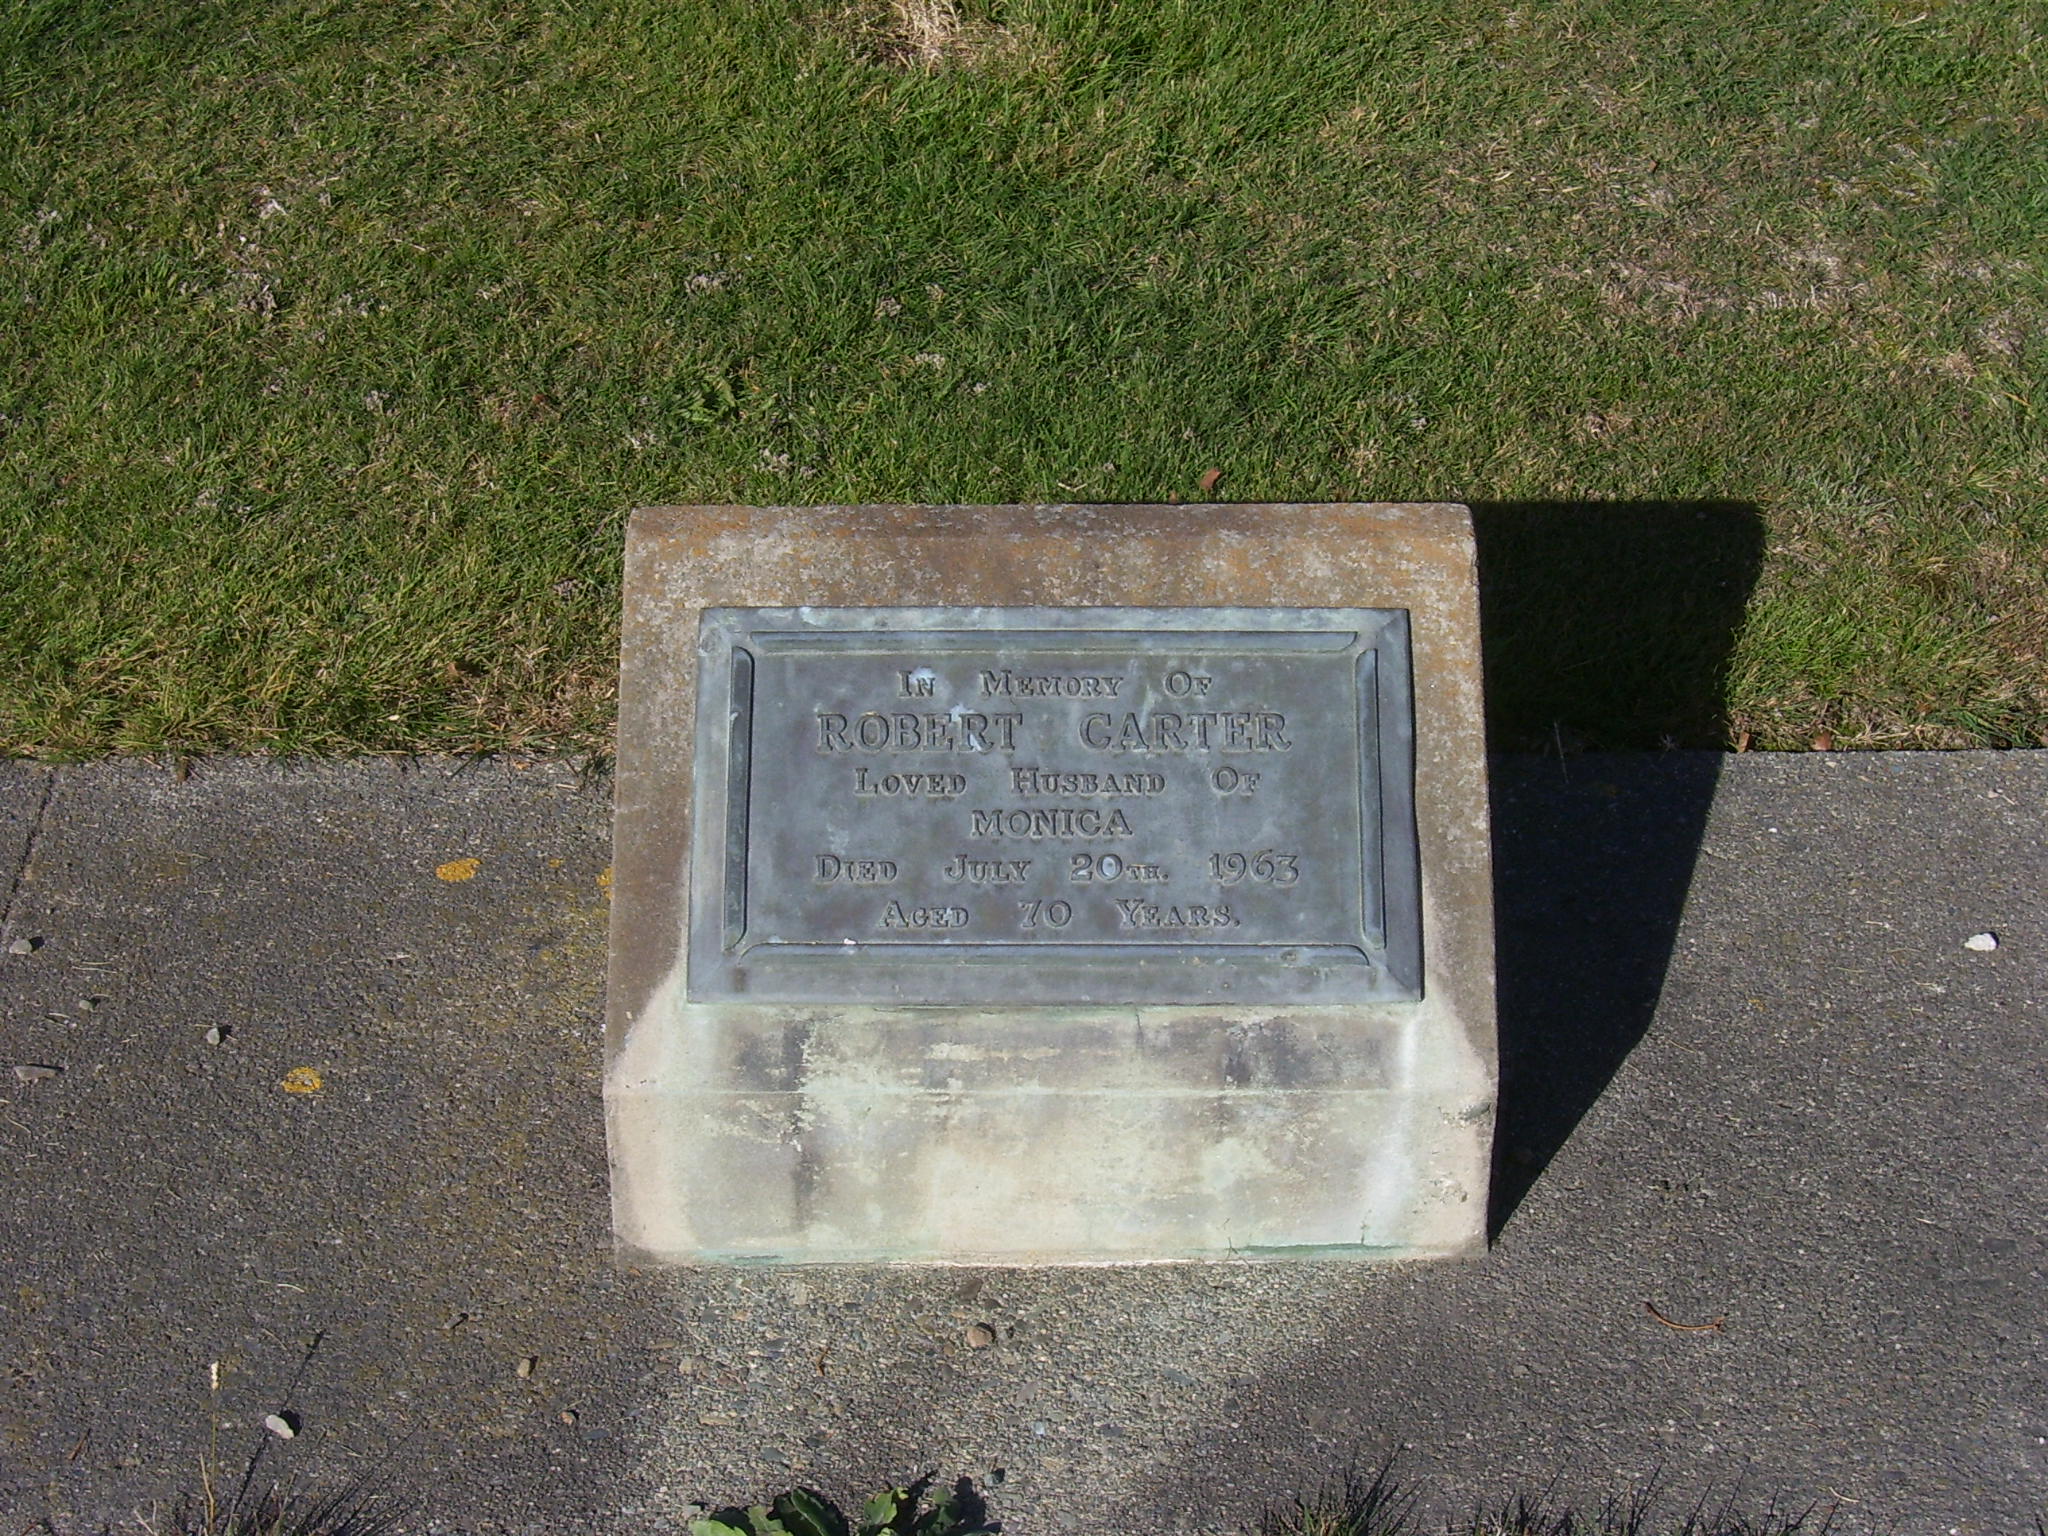 In Memory Of
ROBERT CARTER
Loved Husband Of
MONICA
Died July 20th. 1963
Aged 70 Years.